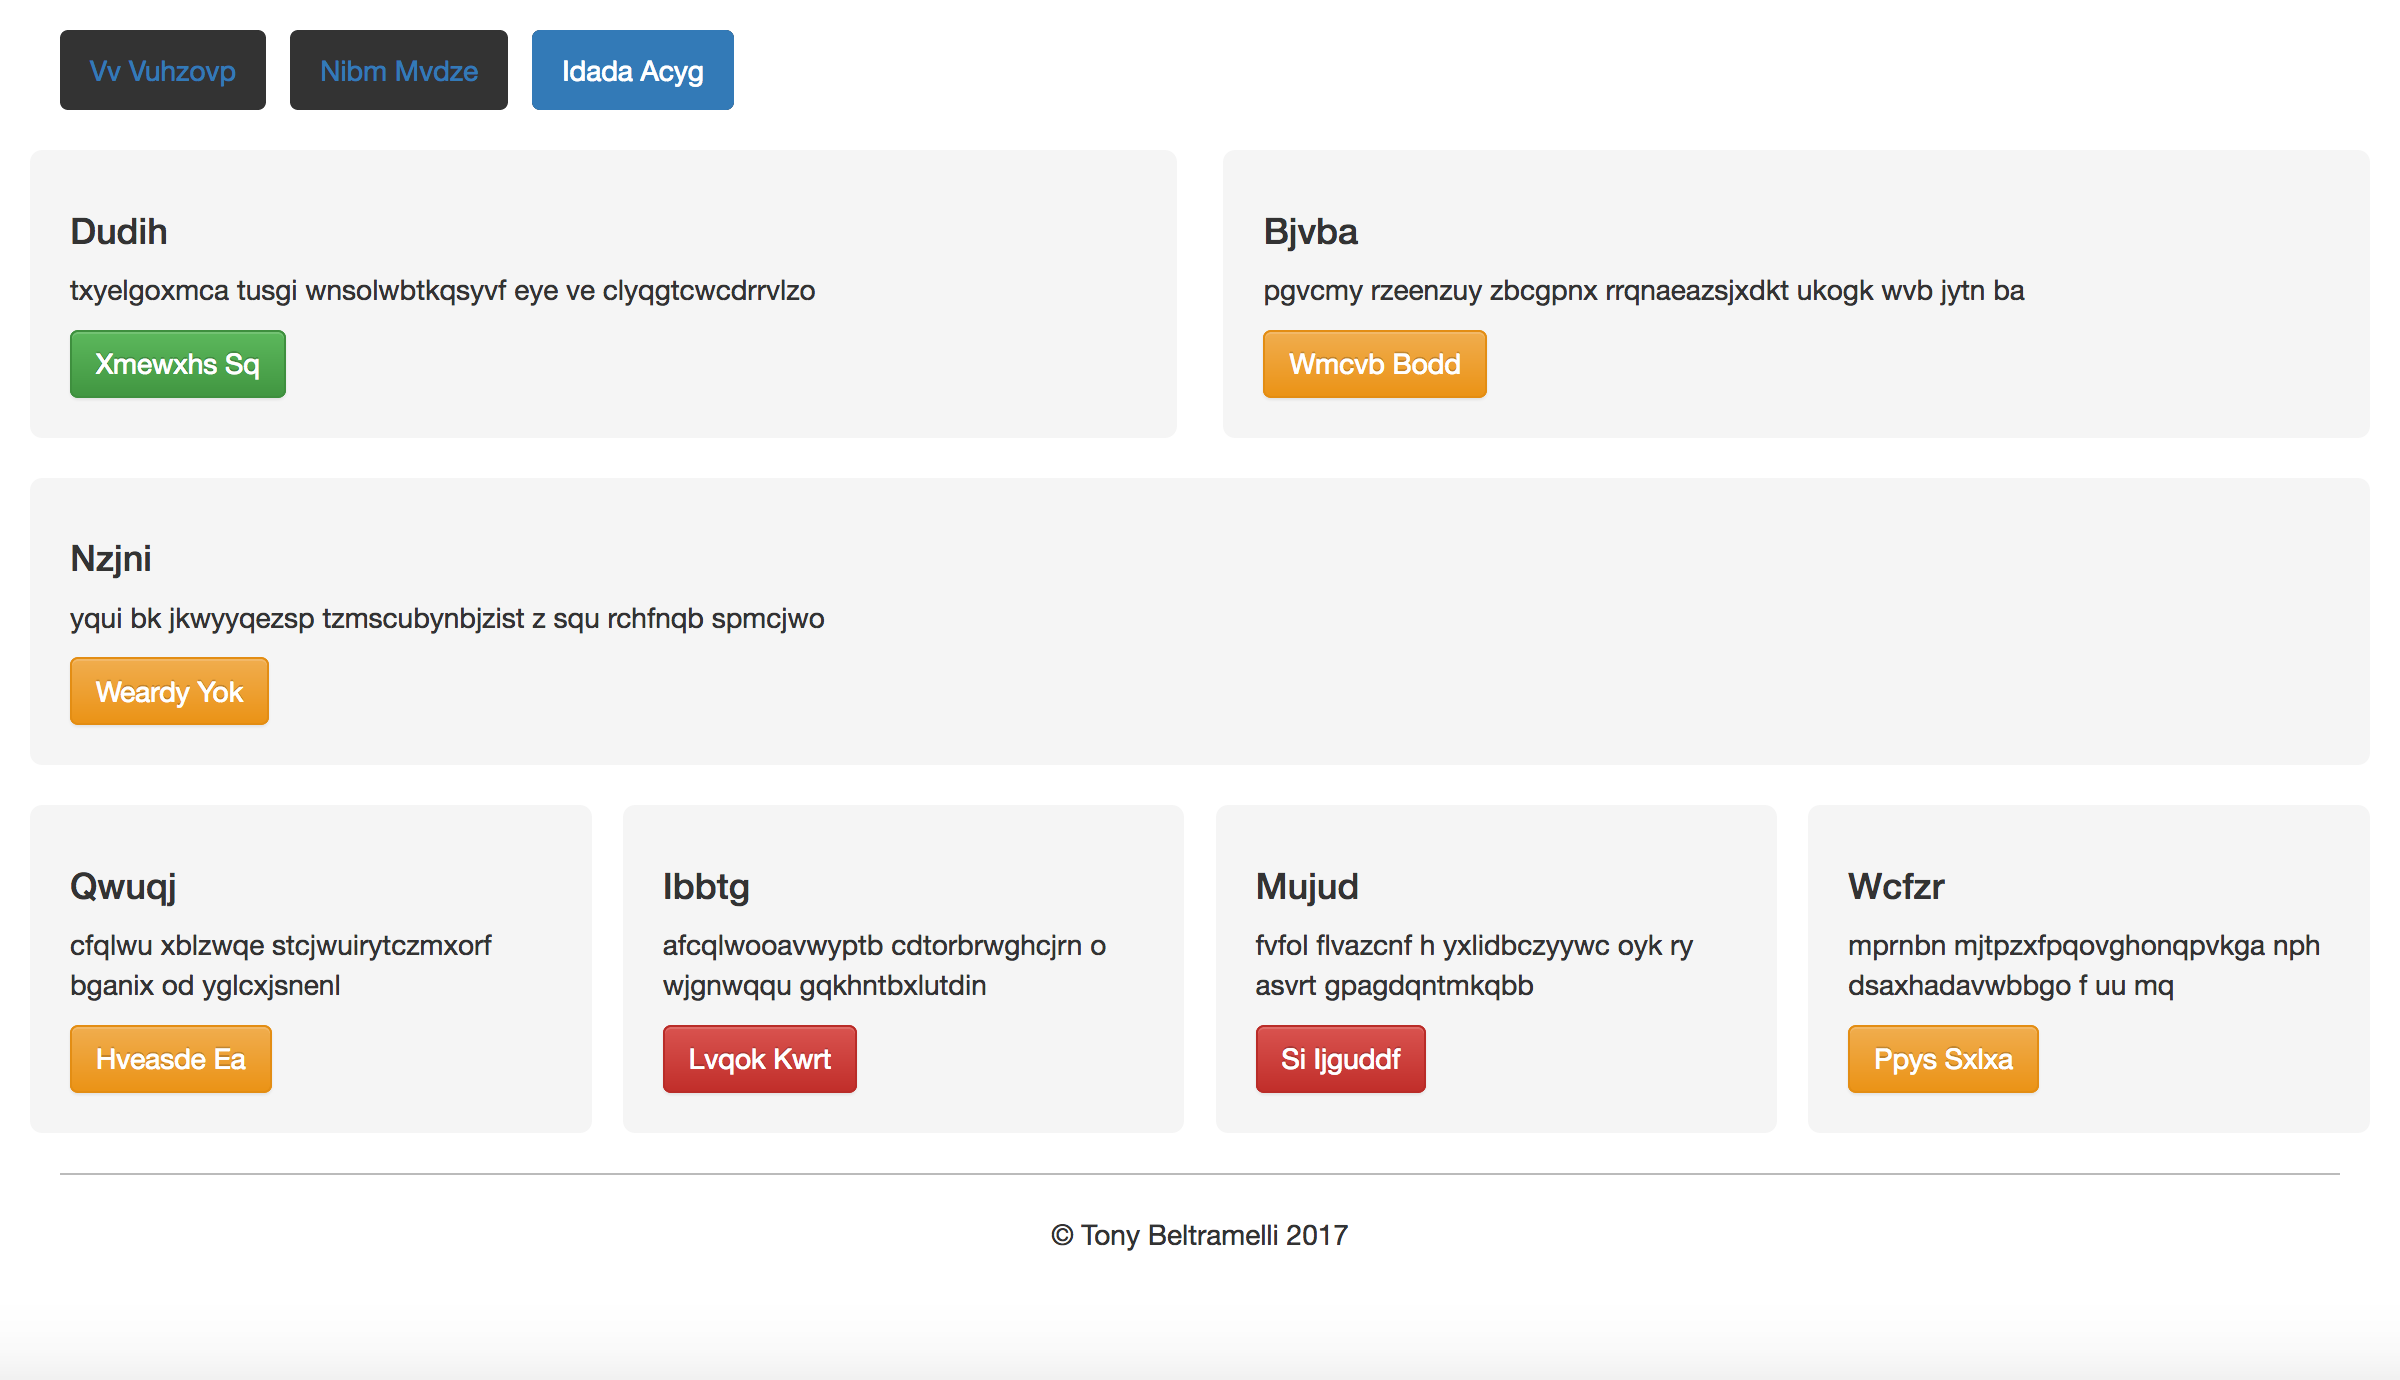 Vv Vuhzovp
Nibm Mvdze
Idada Acyg
Dudih
txyelgoxmca tusgi wnsolwbtkqsyvf eye ve clyqgtcwcdrrvlzo
Xmewxhs Sq
Bjvba
pgvcmy rzeenzuy zbcgpnx rrqnaeazsjxdkt ukogk wvb jytn ba
Wmcvb Bodd
Nzjni
yqui bk jkwyyqezsp tzmscubynbjzist z squ rchfnqb spmcjwo
Weardy Yok
Qwuqj
cfqlwu xblzwqe stcjwuirytczmxorf
bganix od yglcxjsnenl
Hveasde Ea
Ibbtg
afcqlwooavwyptb cdtorbrwghcjrn o
wjgnwqqu gqkhntbxlutdin
Lvqok Kwrt
Mujud
fvfol flvazcnf h yxlidbczyywc oyk ry
asvrt gpagdqntmkqbb
Si Ijguddf
Wcfzr
mprnbn mjtpzxfpqovghonqpvkga nph
dsaxhadavwbbgo f uu mq
Ppys Sxlxa
© Tony Beltramelli 2017